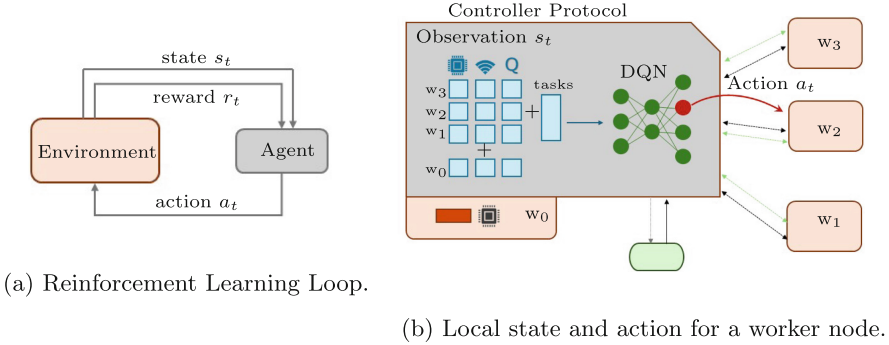 state s_t
reward r_t
Environment
Agent
action a_t
(a) Reinforcement Learning Loop.
Controller Protocol
Observation s_t
Q
tasks
w_3
w_2
w_1
+
+
w_0
DQN
Action a_t
w_3
w_2
w_1
w_0
(b) Local state and action for a worker node.